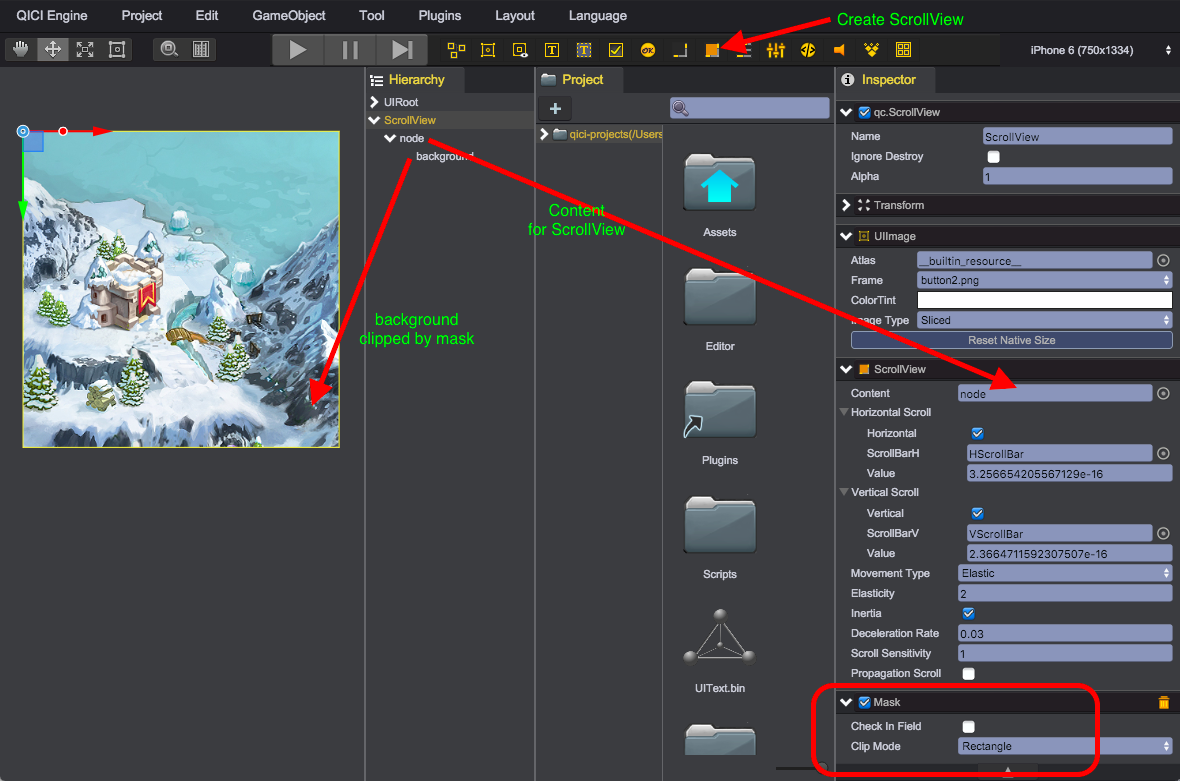 QICI Engine Project Edit GameObject Tool Plugins Layout Language
Create ScrollView
T T OK
iPhone 6 (750x1334)
Hierarchy
UIRoot
ScrollView
node
background
Project
+
qici-projects(/Users
Assets
Editor
Plugins
Scripts
UIText.bin
Content
for ScrollView
background
clipped by mask
Inspector
qc.ScrollView
Name ScrollView
Ignore Destroy
Alpha 1
Transform
UIImage
Atlas __builtin_resource__
Frame button2.png
ColorTint
Image Type Sliced
Reset Native Size
ScrollView
Content node
Horizontal Scroll
Horizontal
ScrollBarH HScrollBar
Value 3.256654205567129e-16
Vertical Scroll
Vertical
ScrollBarV VScrollBar
Value 2.3664711592307507e-16
Movement Type Elastic
Elasticity 2
Inertia
Deceleration Rate 0.03
Scroll Sensitivity 1
Propagation Scroll
Mask
Check In Field
Clip Mode Rectangle